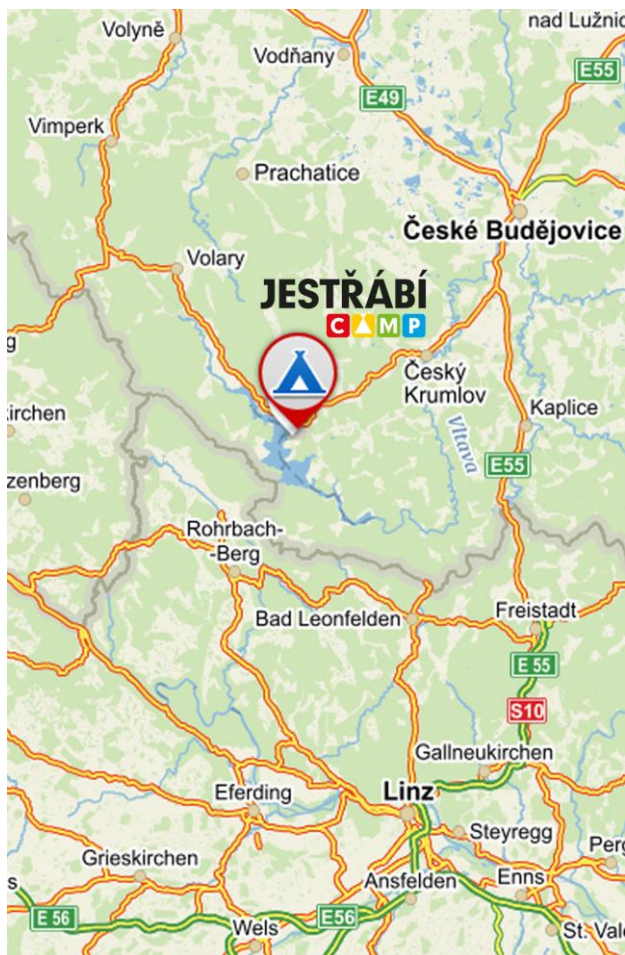 Volyně
nad Lužnic
Vodňany
E55
E49
Vimperk
Prachatice
České Budějovice
Volary
JESTŘÁBÍ
CAMP
g
Český
Krumlov
kirchen
Kaplice
Vltava
zenberg
E55
Rohrbach-
-Berg
Bad Leonfelden
Freistadt
E 55
S10
Gallneukirchen
Eferding
Linz
Steyregg
Grieskirchen
Perg
s
Ansfelden
Enns
E 56
E56
Wels
St. Vale